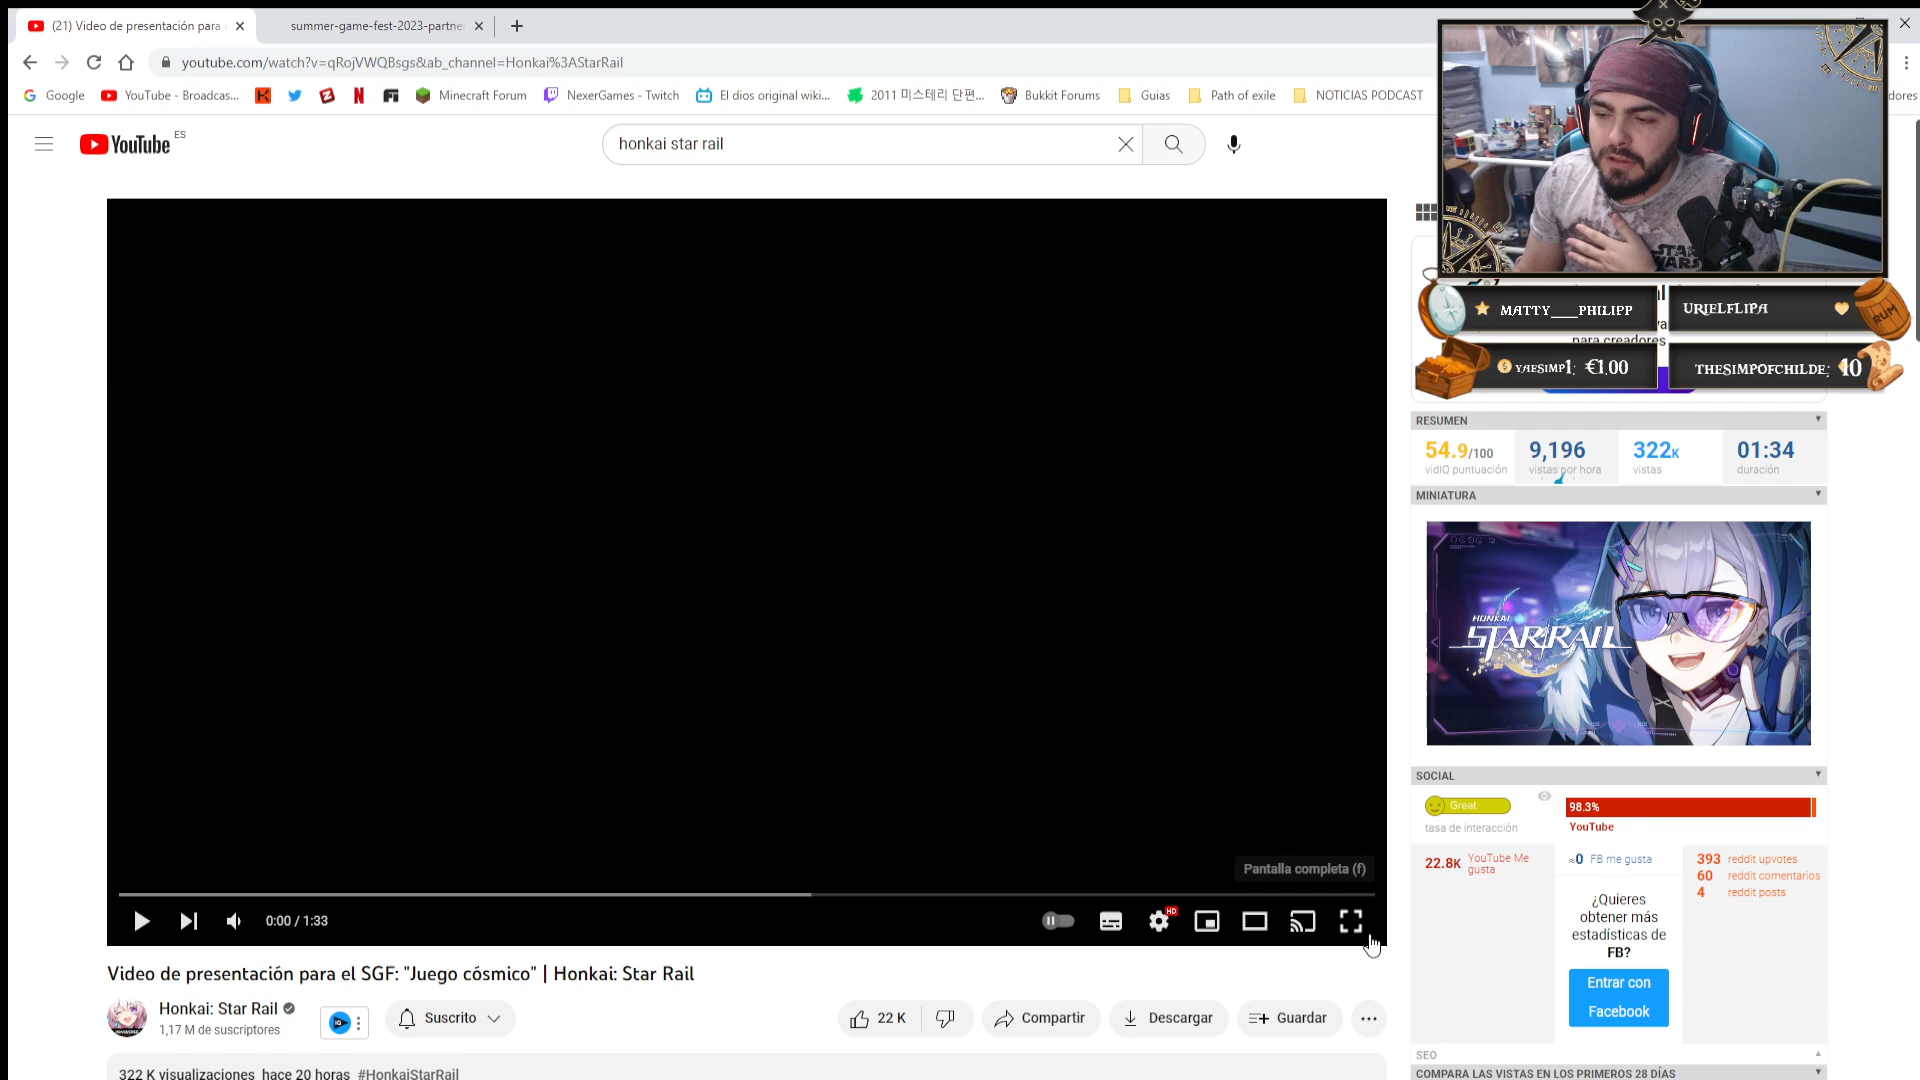 (21) Video de presentación para
summer-game-fest-2023-partne
youtube.com/watch?v=qRojVWQBsgs&ab_channel=Honkai%3AStarRail
Google
YouTube - Broadcas...
Minecraft Forum
NexerGames - Twitch
El dios original wiki...
2011 미스테리 단편...
Bukkit Forums
Guias
Path of exile
NOTICIAS PODCAST
dores
YouTube ES
honkai star rail
STAR WARS
MATTY___PHILIPP
URIELFLIPA
RUM
para creadores
YAESIMP1: €1.00
THESIMPOFCHILDE: 10
RESUMEN
54.9/100
vidIQ puntuación
9,196
vistas por hora
322K
vistas
01:34
duración
MINIATURA
HONKAI
STAR RAIL
SOCIAL
Great
tasa de interacción
98.3%
YouTube
22.8K YouTube Me gusta
≈0 FB me gusta
393 reddit upvotes
60 reddit comentarios
4 reddit posts
¿Quieres
obtener más
estadísticas de
FB?
Entrar con
Facebook
SEO
COMPARA LAS VISTAS EN LOS PRIMEROS 28 DÍAS
Pantalla completa (f)
0:00 / 1:33
HD
Video de presentación para el SGF: "Juego cósmico" | Honkai: Star Rail
Honkai: Star Rail
1,17 M de suscriptores
Suscrito
22 K
Compartir
Descargar
Guardar
322 K visualizaciones hace 20 horas #HonkaiStarRail